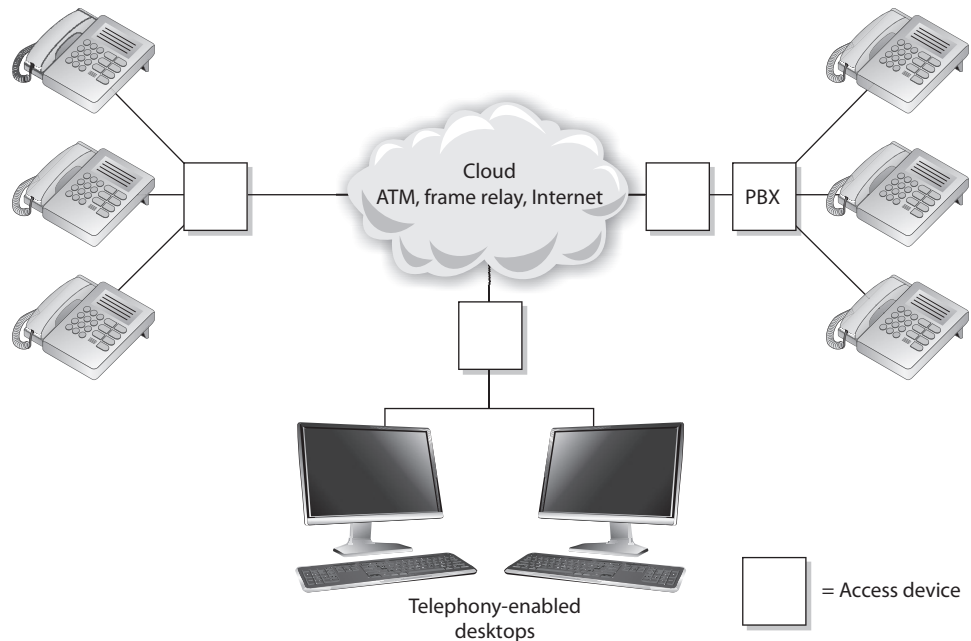 Cloud
ATM, frame relay, Internet
PBX
Telephony-enabled
desktops
= Access device